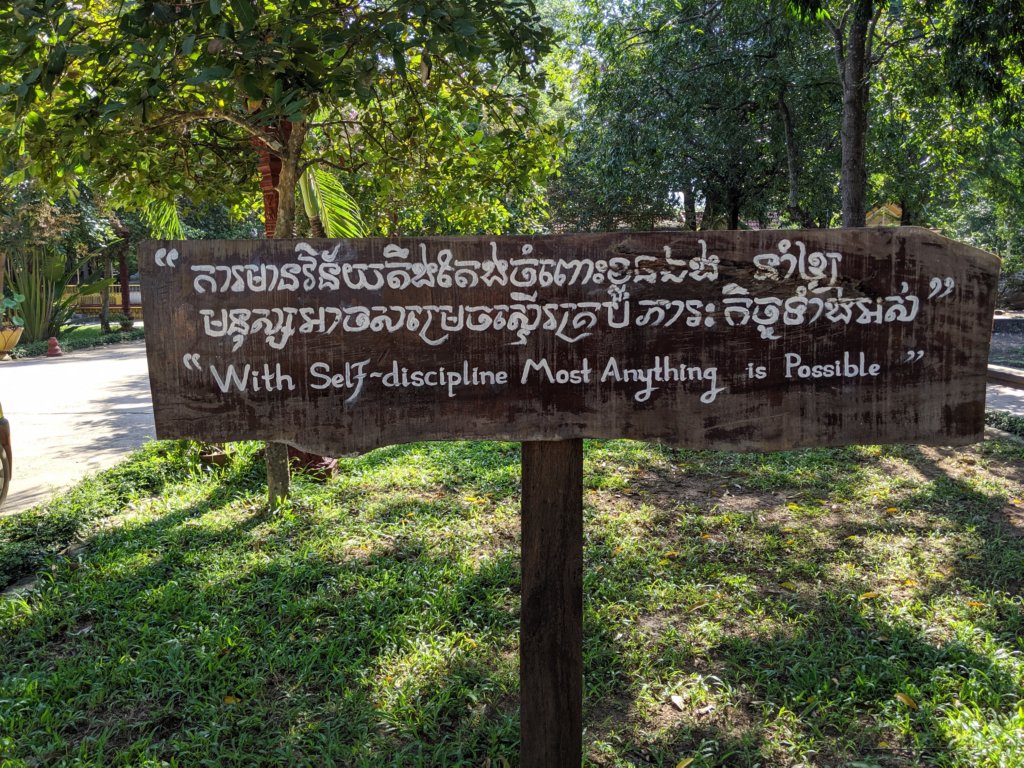 “ ការមានវិន័យតឹងតែងចំពោះខ្លួនឯង នាំឲ្យ
មនុស្សអាចសម្រេចស្ទើរគ្រប់ ភារៈកិច្ចទាំងអស់ ”
“ With Self-discipline Most Anything is Possible ”